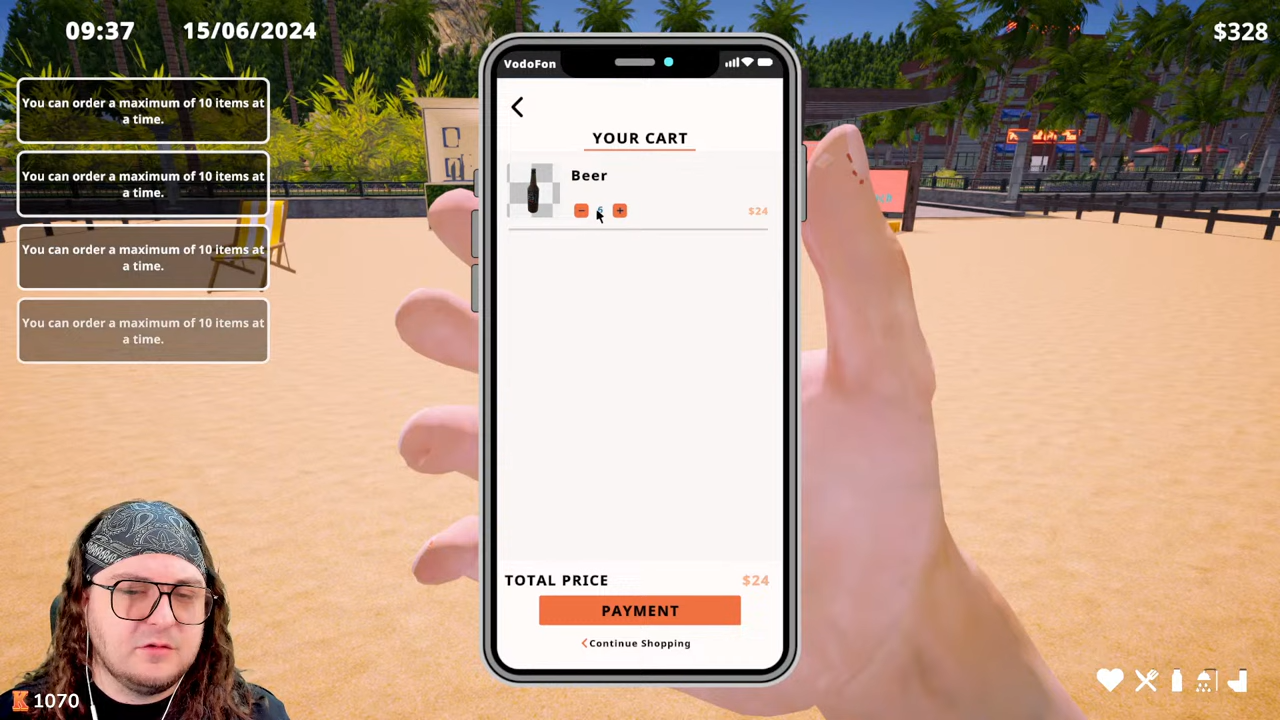 09:37 15/06/2024
$328
You can order a maximum of 10 items at
a time.
You can order a maximum of 10 items at
a time.
You can order a maximum of 10 items at
a time.
You can order a maximum of 10 items at
a time.
VodoFon
YOUR CART
Beer
$24
TOTAL PRICE $24
PAYMENT
Continue Shopping
K 1070